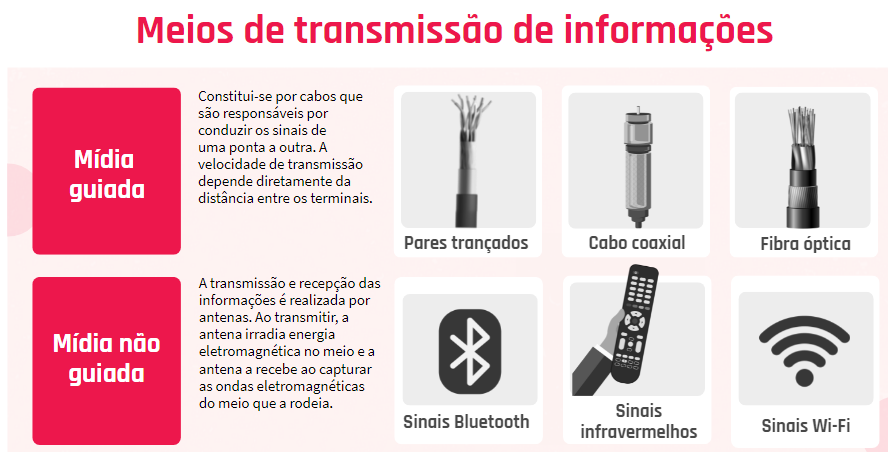 Meios de transmissão de informações
Mídia
guiada
Constitui-se por cabos que
são responsáveis por
conduzir os sinais de
uma ponta a outra. A
velocidade de transmissão
depende diretamente da
distância entre os terminais.
Pares trançados
Cabo coaxial
Fibra óptica
Mídia não
guiada
A transmissão e recepção das
informações é realizada por
antenas. Ao transmitir, a
antena irradia energia
eletromagnética no meio e a
antena a recebe ao capturar
as ondas eletromagnéticas
do meio que a rodeia.
Sinais Bluetooth
Sinais
infravermelhos
Sinais Wi-Fi